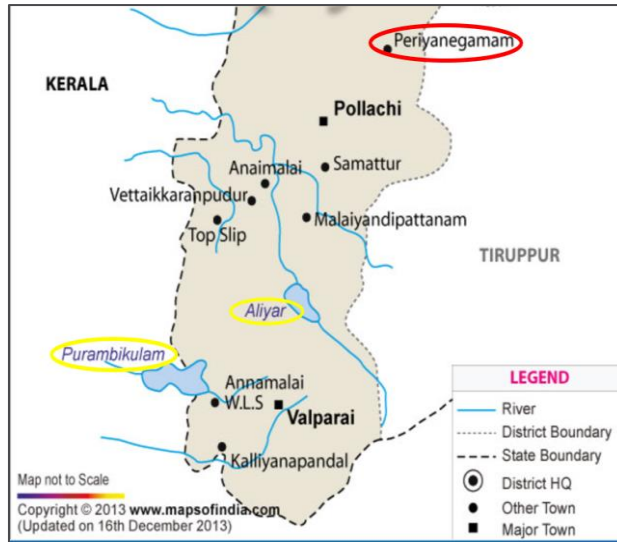 Periyanegamam
KERALA
Pollachi
Anaimalai
Samattur
Vettaikkaranpudur
Malaiyandipattanam
Top Slip
TIRUPPUR
Aliyar
Purambikulam
Annamalai
W.L.S
Valparai
Kalliyanapandal
LEGEND
River
District Boundary
State Boundary
District HQ
Other Town
Major Town
Map not to Scale
Copyright © 2013 www.mapsofindia.com
(Updated on 16th December 2013)